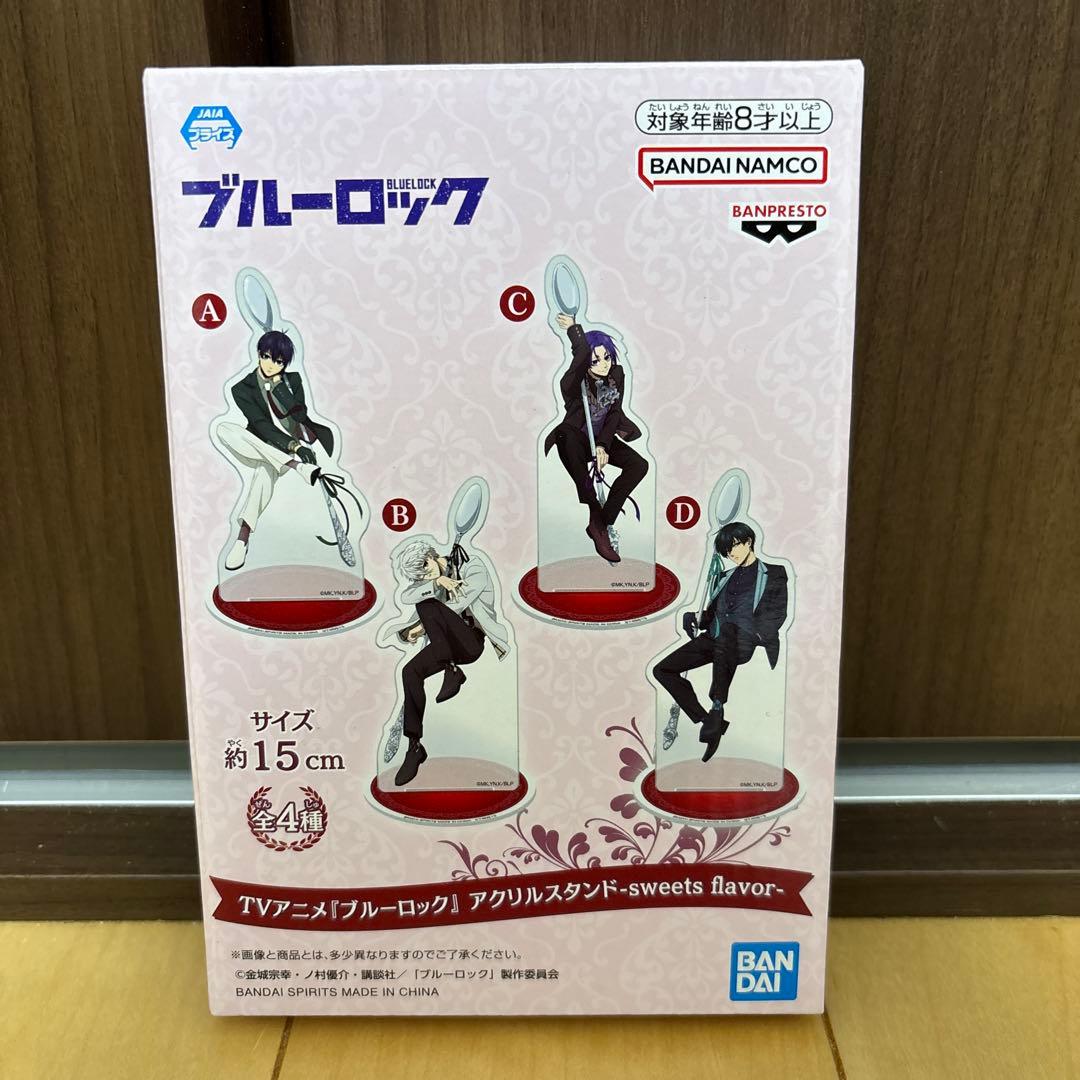 JAIA
プライズ
たいしょうねんれい さいいじょう
対象年齢8才以上
BANDAI NAMCO
BANPRESTO
ブルーロック
BLUELOCK
A
C
©MK,YN,K/BLP
©MK,YN,K/BLP
B
D
©MK,YN,K/BLP
©MK,YN,K/BLP
サイズ
やく
約15cm
ぜん しゅ
全4種
TVアニメ『ブルーロック』 アクリルスタンド-sweets flavor-
※画像と商品とは、多少異なりますのでご了承ください。
©金城宗幸・ノ村優介・講談社／「ブルーロック」製作委員会
BANDAI SPIRITS MADE IN CHINA
BAN
DAI